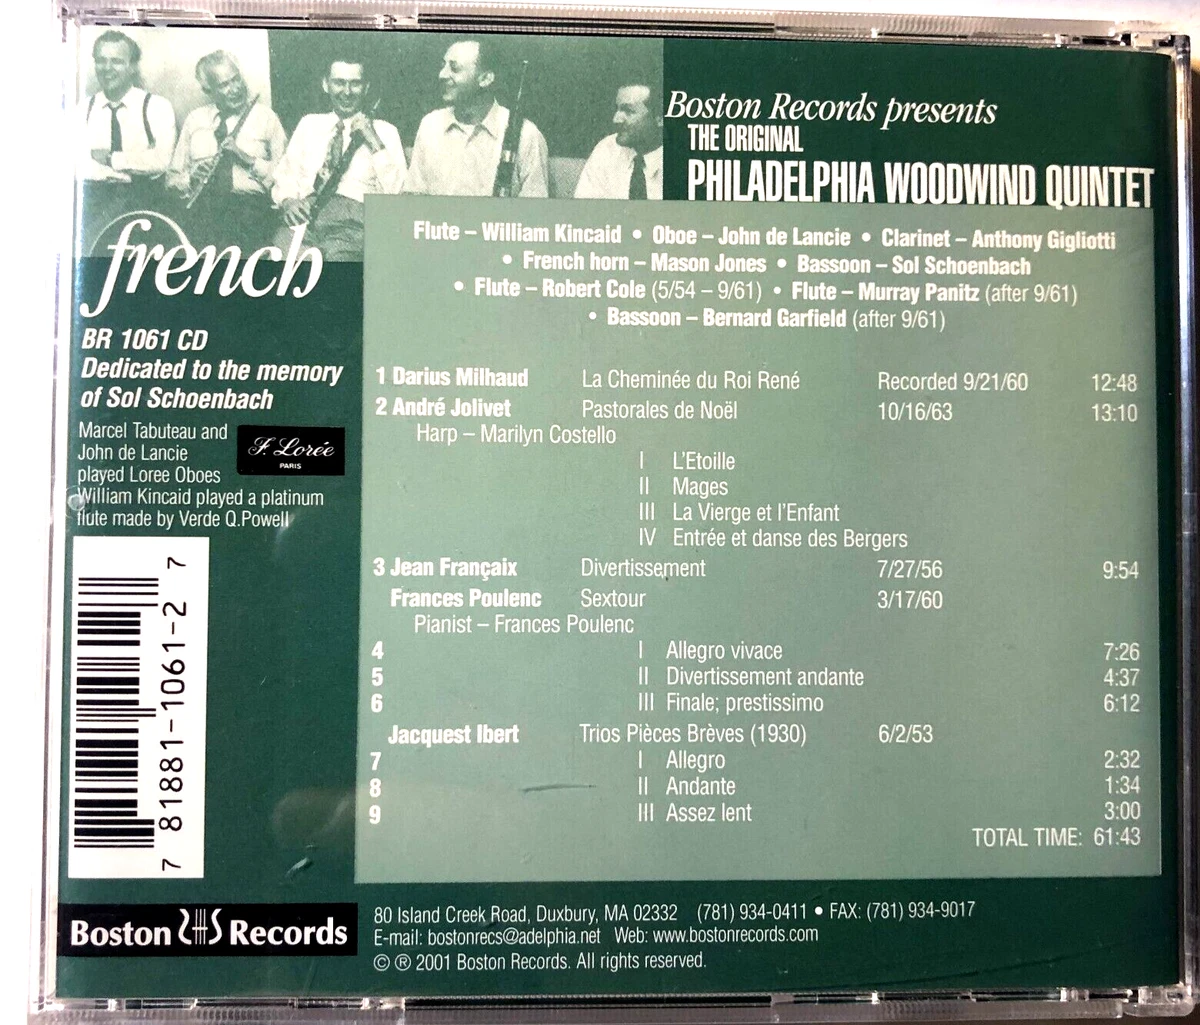 Boston Records presents
THE ORIGINAL
PHILADELPHIA WOODWIND QUINTET
french
BR 1061 CD
Dedicated to the memory
of Sol Schoenbach
Marcel Tabuteau and
John de Lancie
played Loree Oboes
William Kincaid played a platinum
flute made by Verde Q.Powell
F. Lorée
PARIS
7 81881-1061-2 7
Flute – William Kincaid • Oboe – John de Lancie • Clarinet – Anthony Gigliotti
• French horn – Mason Jones • Bassoon – Sol Schoenbach
• Flute – Robert Cole (5/54 – 9/61) • Flute – Murray Panitz (after 9/61)
• Bassoon – Bernard Garfield (after 9/61)
1 Darius Milhaud La Cheminée du Roi René Recorded 9/21/60 12:48
2 André Jolivet Pastorales de Noël 10/16/63 13:10
Harp – Marilyn Costello
I L'Etoille
II Mages
III La Vierge et l'Enfant
IV Entrée et danse des Bergers
3 Jean Françaix Divertissement 7/27/56 9:54
Frances Poulenc Sextour 3/17/60
Pianist – Frances Poulenc
4 I Allegro vivace 7:26
5 II Divertissement andante 4:37
6 III Finale; prestissimo 6:12
Jacquest Ibert Trios Pièces Brèves (1930) 6/2/53
7 I Allegro 2:32
8 II Andante 1:34
9 III Assez lent 3:00
TOTAL TIME: 61:43
Boston Records
80 Island Creek Road, Duxbury, MA 02332 (781) 934-0411 • FAX: (781) 934-9017
E-mail: bostonrecs@adelphia.net Web: www.bostonrecords.com
© ® 2001 Boston Records. All rights reserved.